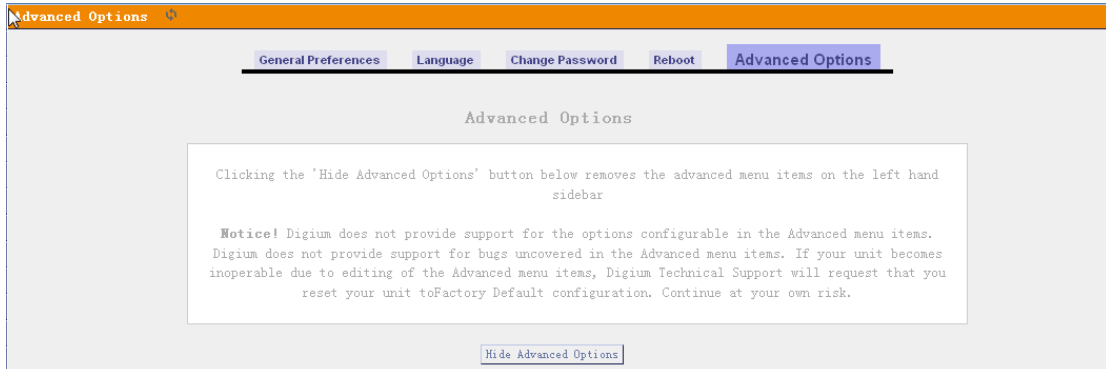 Advanced Options
General Preferences Language Change Password Reboot Advanced Options
Advanced Options
Clicking the 'Hide Advanced Options' button below removes the advanced menu items on the left hand
sidebar
Notice! Digium does not provide support for the options configurable in the Advanced menu items.
Digium does not provide support for bugs uncovered in the Advanced menu items. If your unit becomes
inoperable due to editing of the Advanced menu items, Digium Technical Support will request that you
reset your unit toFactory Default configuration. Continue at your own risk.
Hide Advanced Options